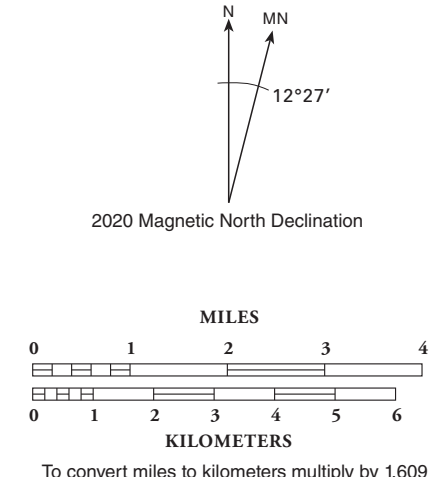 N MN
12°27′
2020 Magnetic North Declination
MILES
0 1 2 3 4
0 1 2 3 4 5 6
KILOMETERS
To convert miles to kilometers multiply by 1.609